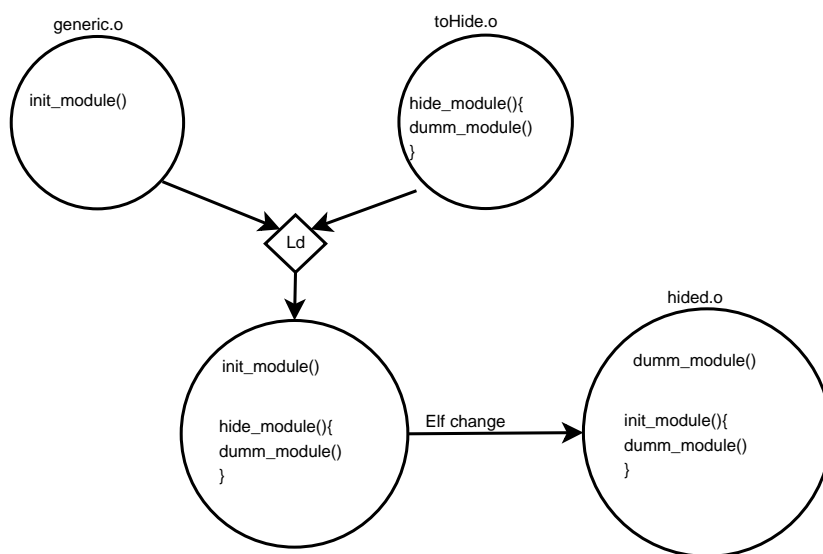 generic.o
toHide.o
init_module()
hide_module(){
dumm_module()
}
Ld
hided.o
init_module()
hide_module(){
dumm_module()
}
Elf change
dumm_module()
init_module(){
dumm_module()
}